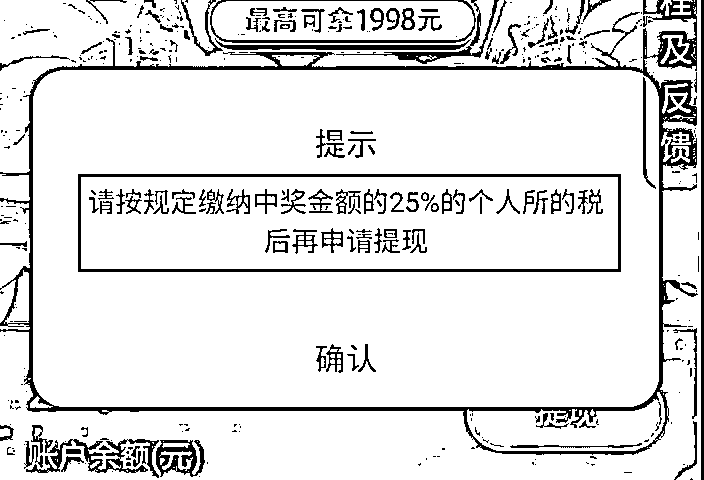 最高可拿1998元
程
及
反
馈
提示
请按规定缴纳中奖金额的25%的个人所的税
后再申请提现
确认
提现
账户余额(元)